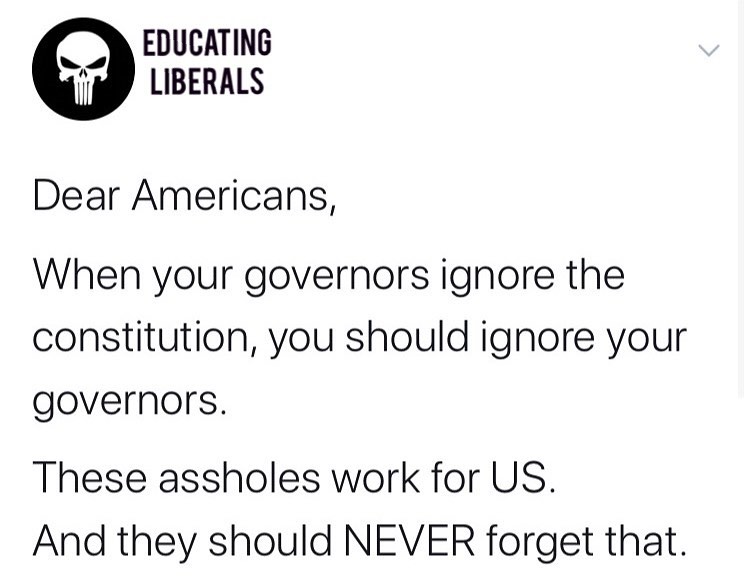 EDUCATING
LIBERALS
Dear Americans,
When your governors ignore the
constitution, you should ignore your
governors.
These assholes work for US.
And they should NEVER forget that.